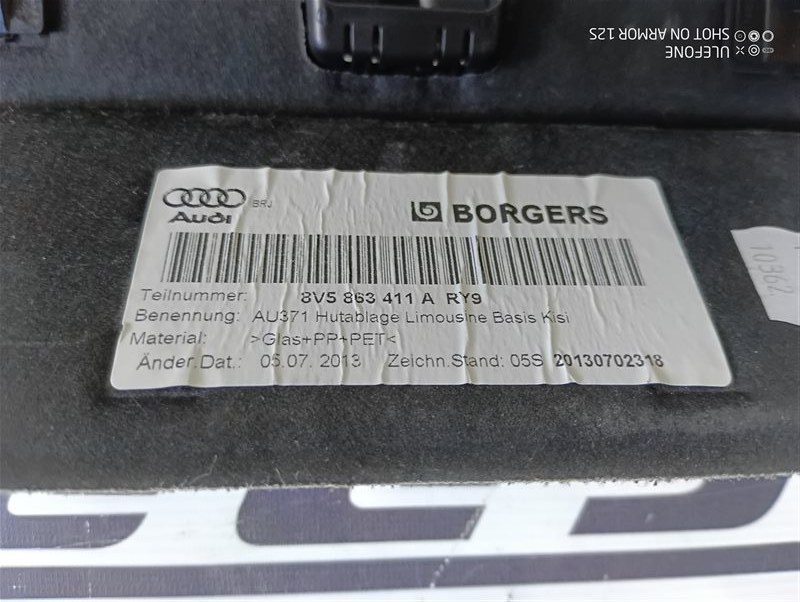 ULEFONE
SHOT ON ARMOR 12S
Audi
BRJ
BORGERS
Teilnummer: 8V5 863 411 A RY9
Benennung: AU371 Hutablage Limousine Basis Kisi
Material: >Glas+PP+PET<
Änder.Dat.: 05.07. 2013 Zeichn.Stand: 05S 20130702318
10362